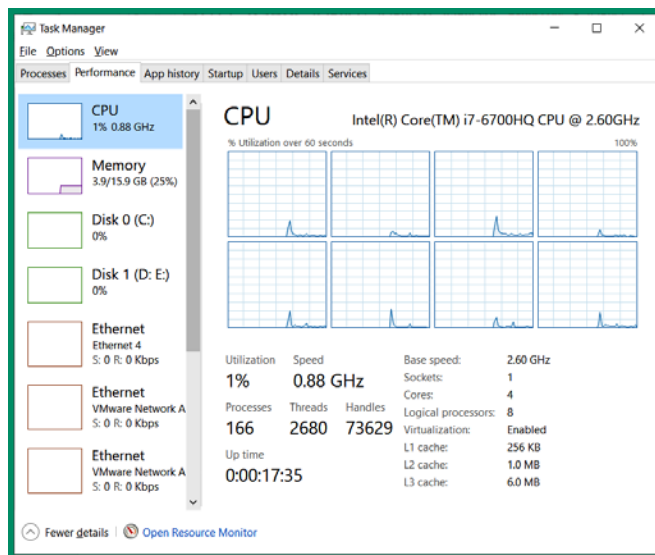 Task Manager
File Options View
Processes Performance App history Startup Users Details Services
CPU
1% 0.88 GHz
Memory
3.9/15.9 GB (25%)
Disk 0 (C:)
0%
Disk 1 (D: E:)
0%
Ethernet
Ethernet 4
S: 0 R: 0 Kbps
Ethernet
VMware Network A
S: 0 R: 0 Kbps
Ethernet
VMware Network A
S: 0 R: 0 Kbps
CPU Intel(R) Core(TM) i7-6700HQ CPU @ 2.60GHz
% Utilization over 60 seconds 100%
Utilization Speed
1% 0.88 GHz
Processes Threads Handles
166 2680 73629
Up time
0:00:17:35
Base speed: 2.60 GHz
Sockets: 1
Cores: 4
Logical processors: 8
Virtualization: Enabled
L1 cache: 256 KB
L2 cache: 1.0 MB
L3 cache: 6.0 MB
Fewer details Open Resource Monitor